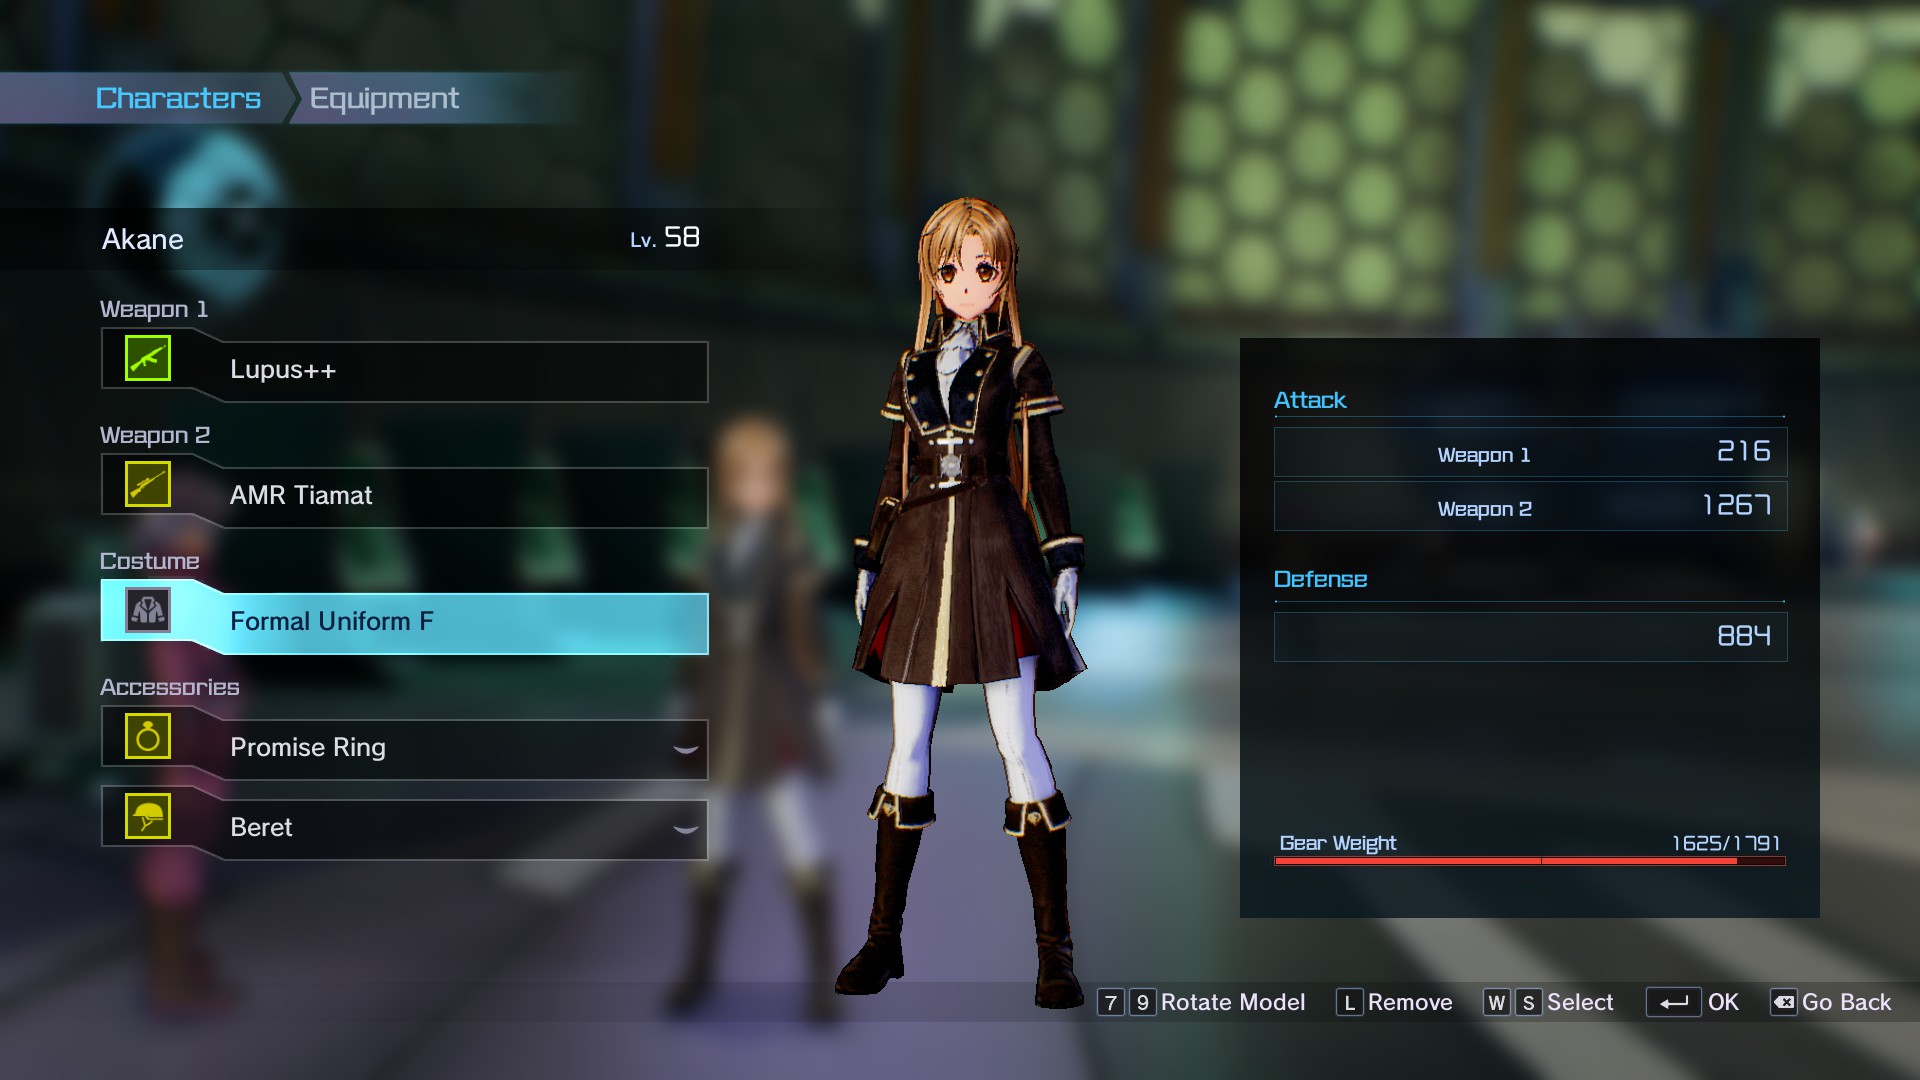 Characters
Equipment
Akane
Lv. 58
Weapon 1
Lupus++
Weapon 2
AMR Tiamat
Costume
Formal Uniform F
Accessories
Promise Ring
Beret
Attack
Weapon 1 216
Weapon 2 1267
Defense
884
Gear Weight 1625/1791
7 9 Rotate Model L Remove W S Select OK Go Back